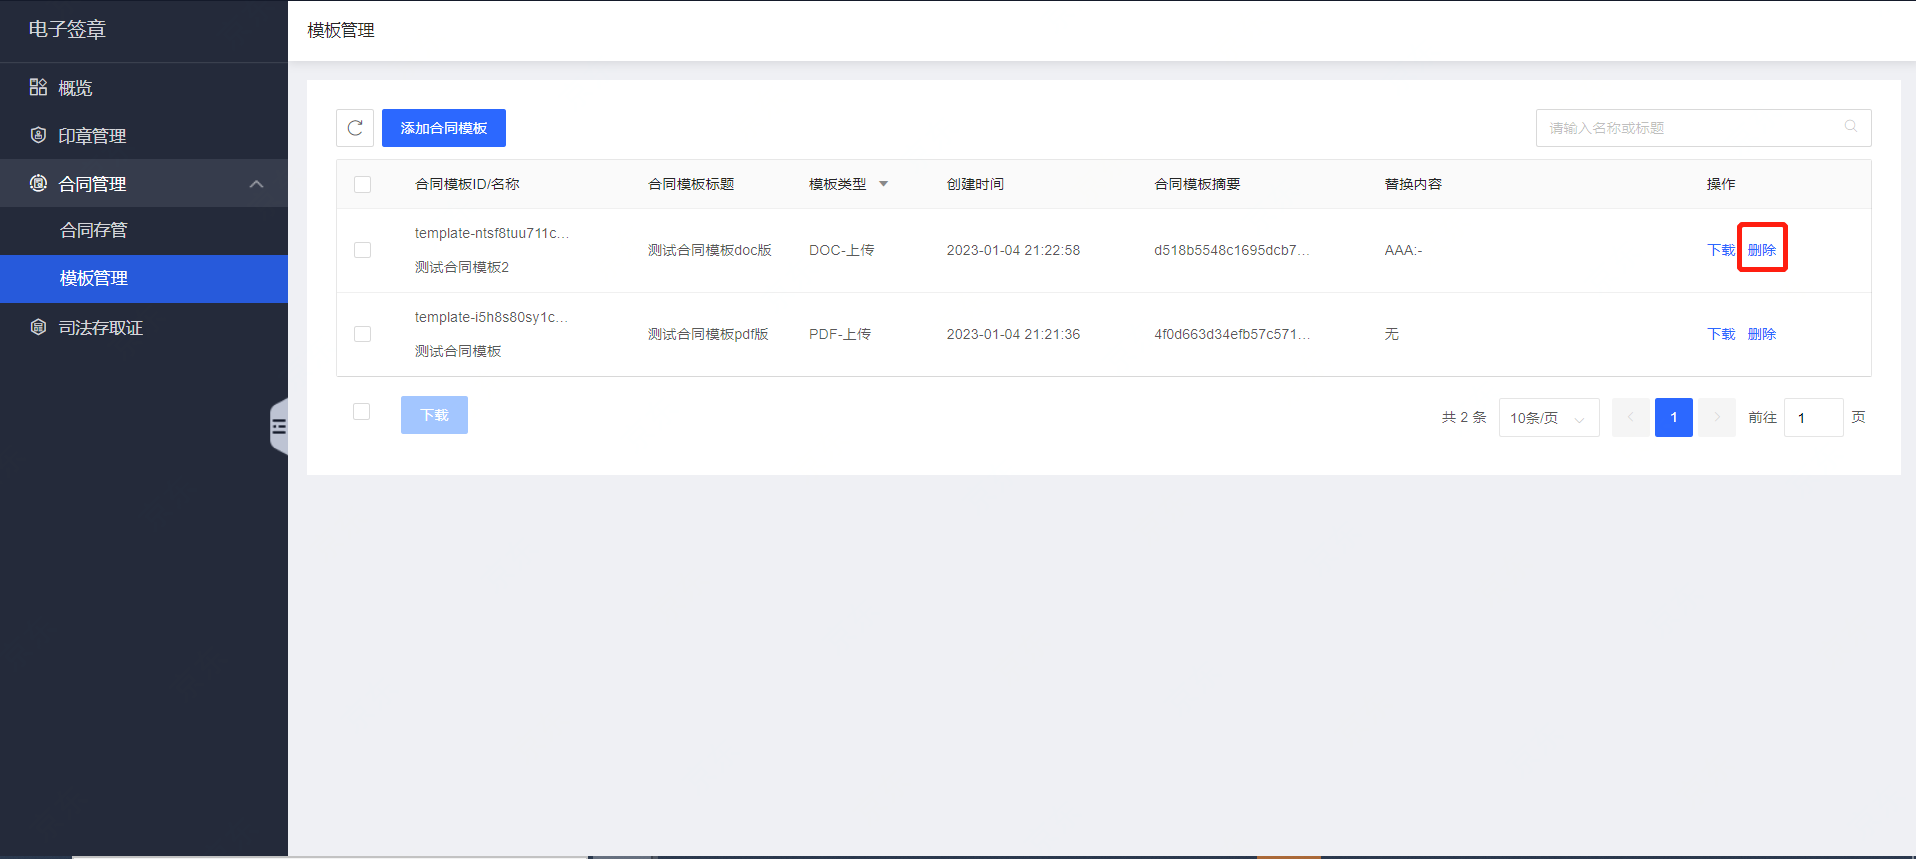 电子签章
概览
印章管理
合同管理
合同存管
模板管理
司法存取证
模板管理
添加合同模板
请输入名称或标题
合同模板ID/名称 合同模板标题 模板类型 创建时间 合同模板摘要 替换内容 操作
template-ntsf8tuu711c...
测试合同模板2
测试合同模板doc版 DOC-上传 2023-01-04 21:22:58 d518b5548c1695dcb7... AAA:- 下载 删除
template-i5h8s80sy1c...
测试合同模板
测试合同模板pdf版 PDF-上传 2023-01-04 21:21:36 4f0d663d34efb57c571... 无 下载 删除
下载
共 2 条 10条/页 1 前往 1 页